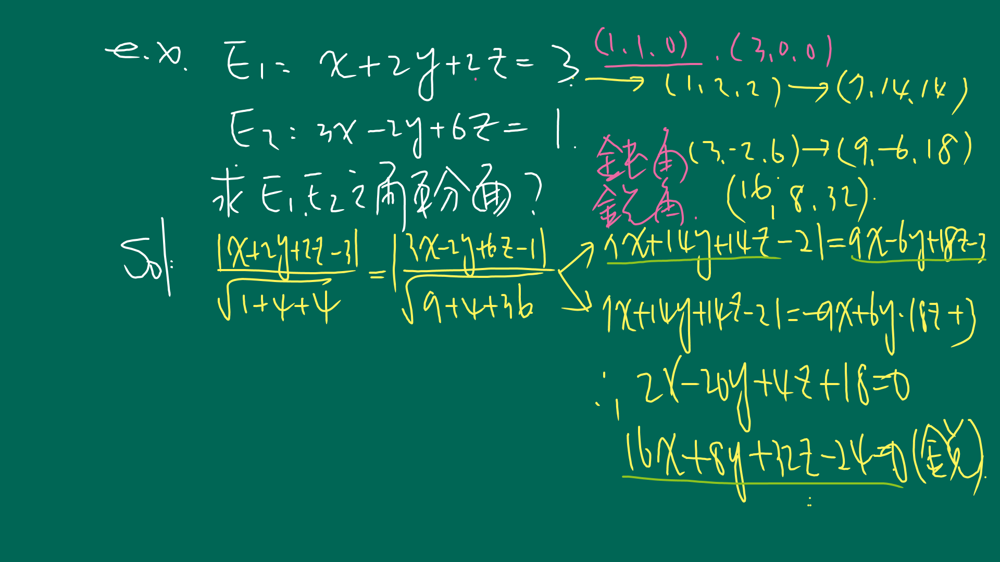 e.x. E₁ = x+2y+2z=3. (1,1,0).(3,0,0)
→ (1,2,2) → (7,14,14)
E₂: 3x-2y+6z=1.
鈍角 (3,-2,6) → (9,-6,18)
求E₁,E₂之兩平分面?
銳角. (16,8,32).
Sol: |x+2y+2z-3|/√1+4+4 = |3x-2y+6z-1|/√9+4+36
7x+14y+14z-21=9x-6y+18z-3
7x+14y+14z-21=-9x+6y-18z+3
∴ 2x-20y+4z+18=0
16x+8y+32z-24=0